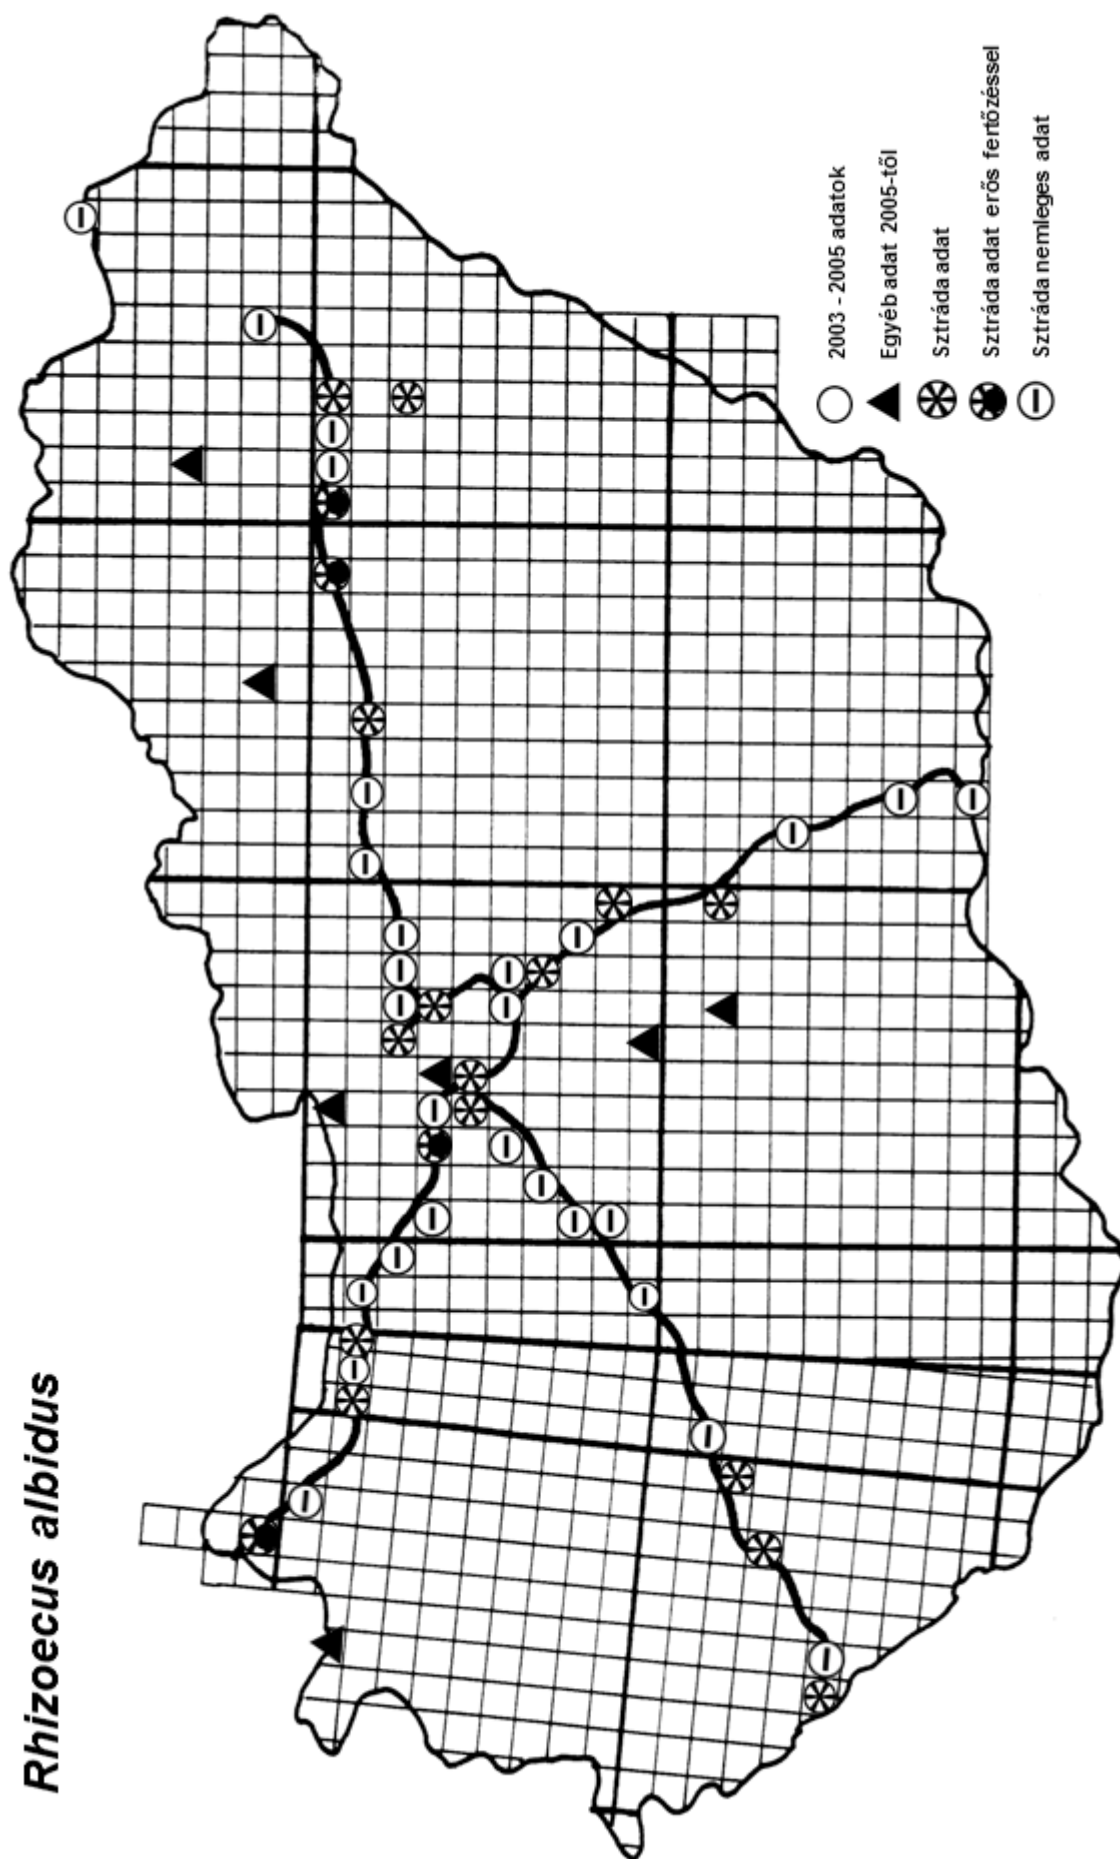 Rhizoecus albidus
2003 - 2005 adatok
Egyéb adat 2005-től
Sztráda adat
Sztráda adat erős fertőzéssel
Sztráda nemleges adat